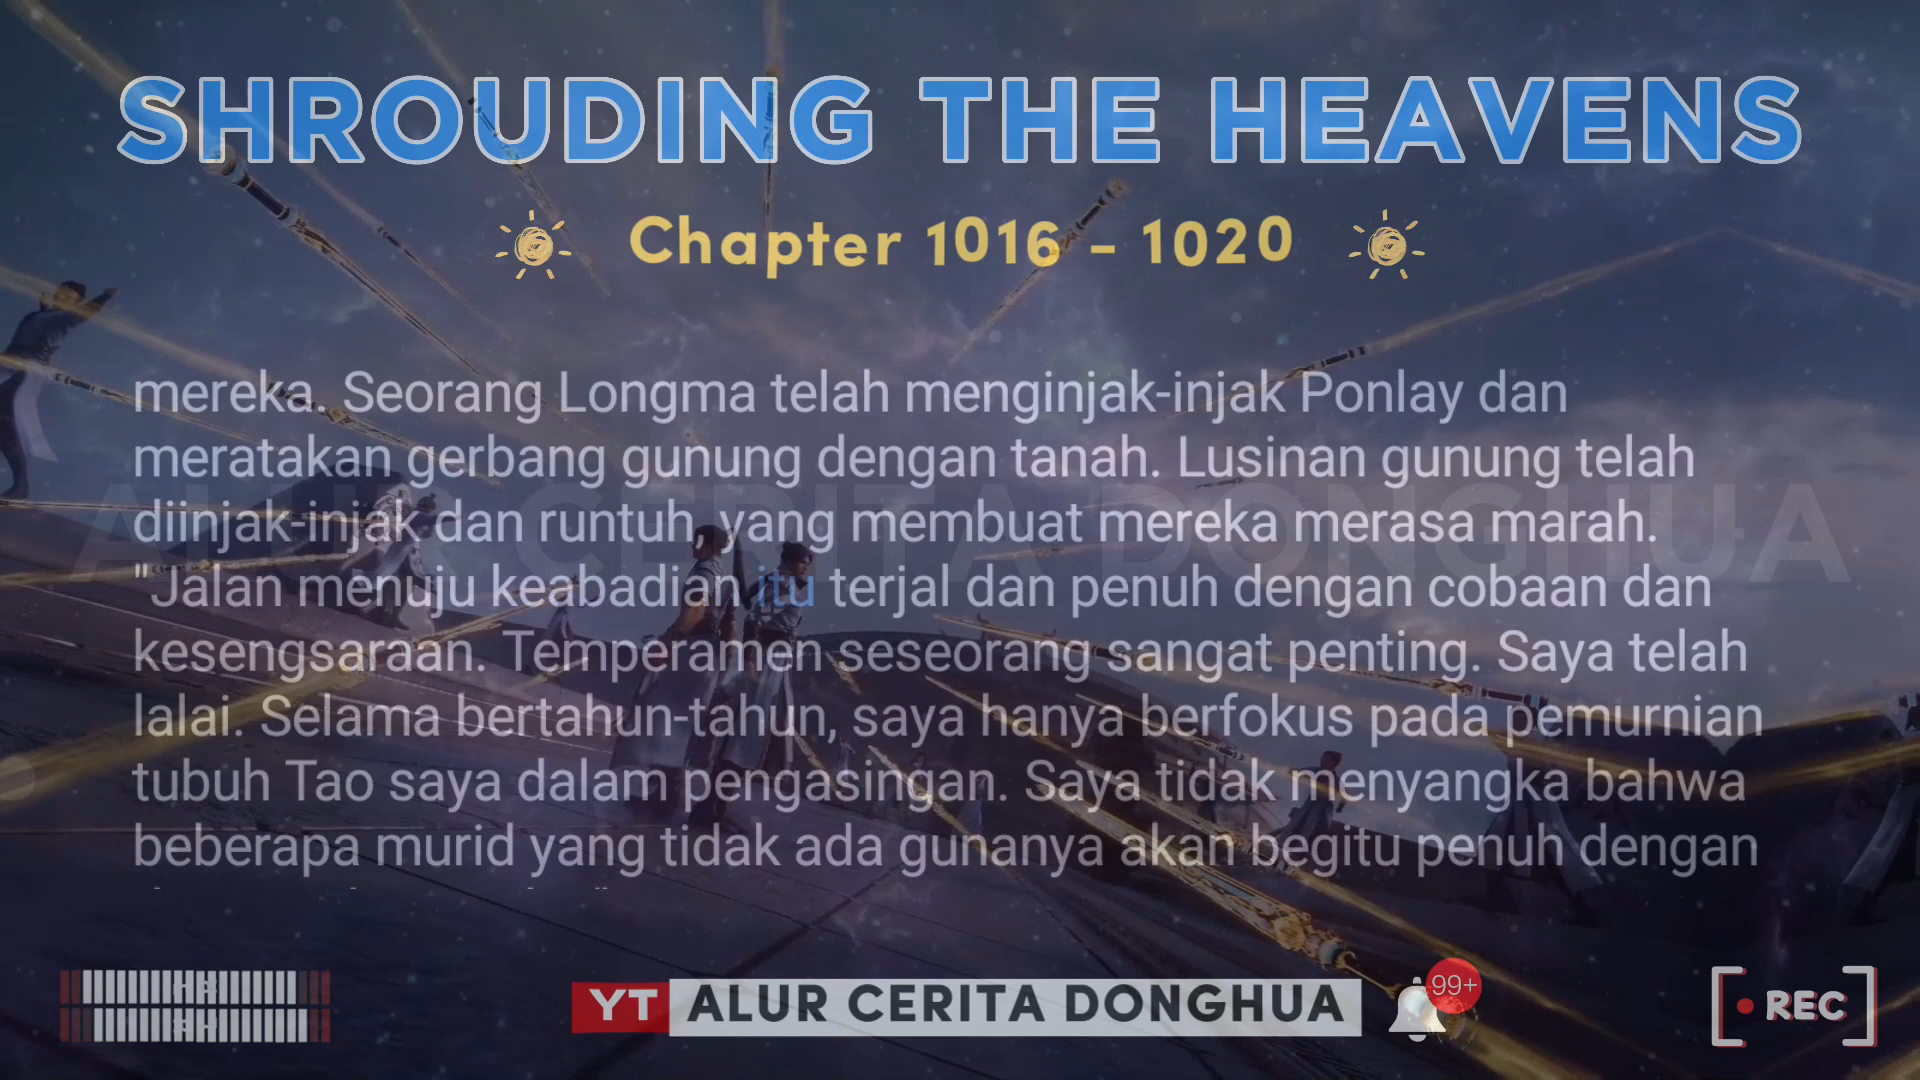 SHROUDING THE HEAVENS
Chapter 1016 - 1020
mereka. Seorang Longma telah menginjak-injak Ponlay dan
meratakan gerbang gunung dengan tanah. Lusinan gunung telah
diinjak-injak dan runtuh, yang membuat mereka merasa marah.
"Jalan menuju keabadian itu terjal dan penuh dengan cobaan dan
kesengsaraan. Temperamen seseorang sangat penting. Saya telah
lalai. Selama bertahun-tahun, saya hanya berfokus pada pemurnian
tubuh Tao saya dalam pengasingan. Saya tidak menyangka bahwa
beberapa murid yang tidak ada gunanya akan begitu penuh dengan
ALUR CERITA DONGHUA
YT ALUR CERITA DONGHUA
99+
REC